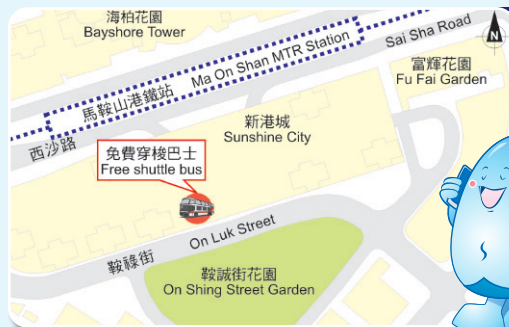 海柏花園
Bayshore Tower
馬鞍山港鐵站 Ma On Shan MTR Station
Sai Sha Road
N
富輝花園
Fu Fai Garden
新港城
Sunshine City
西沙路
免費穿梭巴士
Free shuttle bus
On Luk Street
鞍祿街
鞍誠街花園
On Shing Street Garden